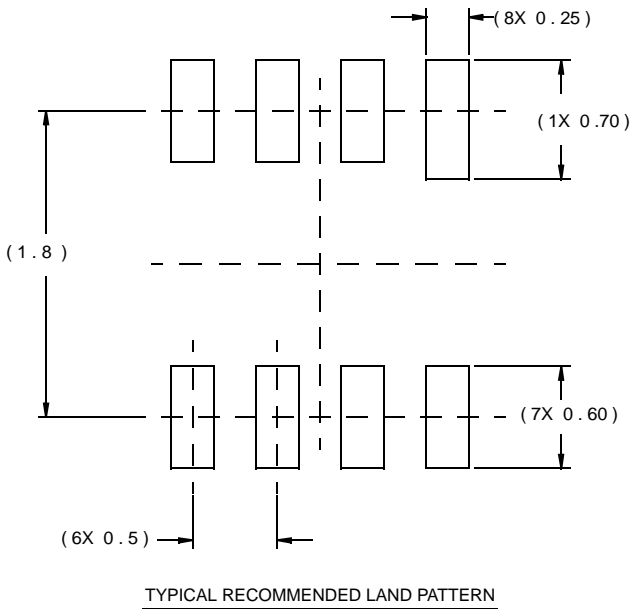 (8X 0.25)
(1X 0.70)
(1.8)
(7X 0.60)
(6X 0.5)
TYPICAL RECOMMENDED LAND PATTERN